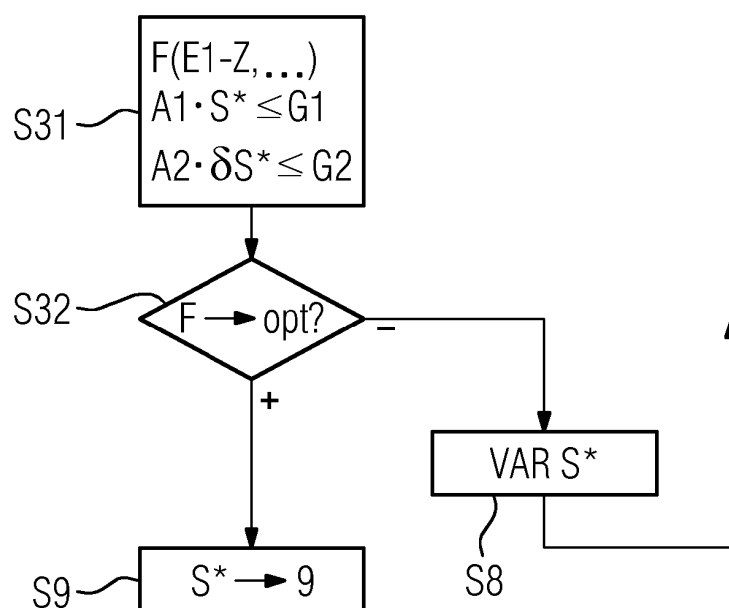 F(E1-Z,...)
S31
A1·S* ≤G1
A2·δS*≤ G2
S32
F → opt?
−
+
VAR S*
S8
S9
S* → 9